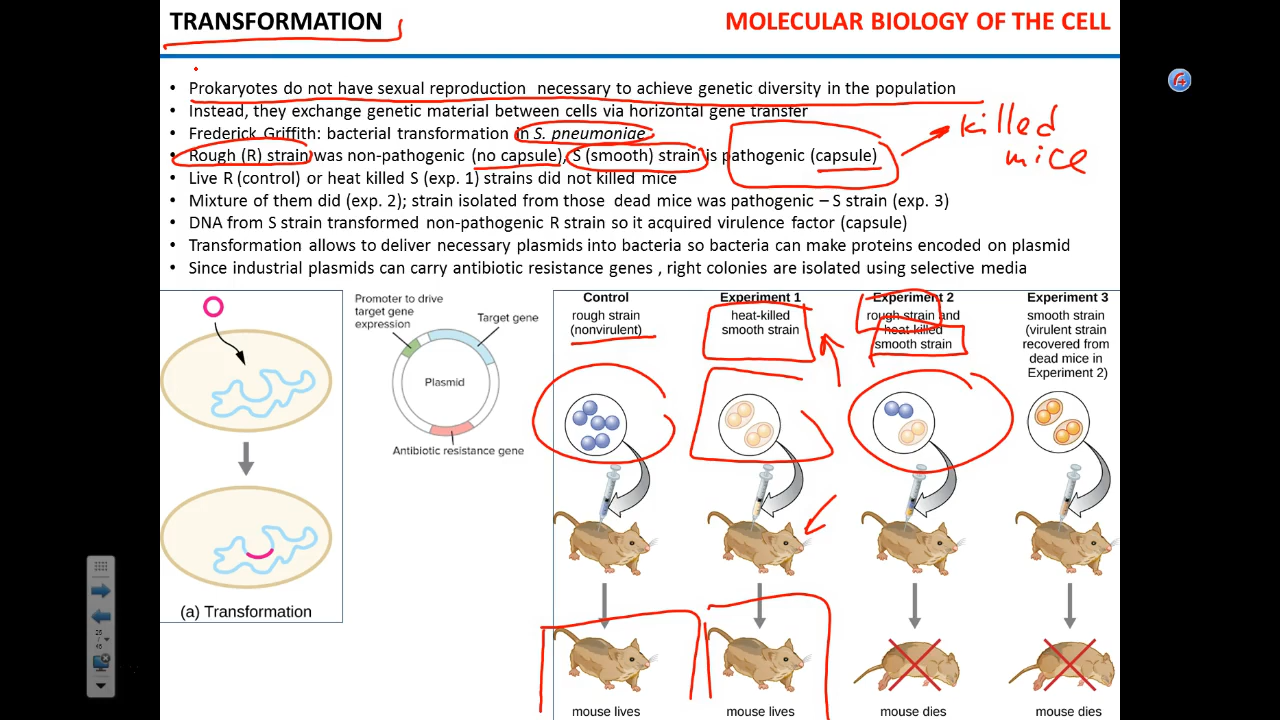 TRANSFORMATION
MOLECULAR BIOLOGY OF THE CELL
• Prokaryotes do not have sexual reproduction necessary to achieve genetic diversity in the population
• Instead, they exchange genetic material between cells via horizontal gene transfer
• Frederick Griffith: bacterial transformation in S. pneumoniae
• Rough (R) strain was non-pathogenic (no capsule), S (smooth) strain is pathogenic (capsule)
killed
mice
• Live R (control) or heat killed S (exp. 1) strains did not killed mice
• Mixture of them did (exp. 2); strain isolated from those dead mice was pathogenic – S strain (exp. 3)
• DNA from S strain transformed non-pathogenic R strain so it acquired virulence factor (capsule)
• Transformation allows to deliver necessary plasmids into bacteria so bacteria can make proteins encoded on plasmid
• Since industrial plasmids can carry antibiotic resistance genes , right colonies are isolated using selective media
(a) Transformation
Promoter to drive
target gene
expression
Target gene
Plasmid
Antibiotic resistance gene
Control
rough strain
(nonvirulent)
mouse lives
Experiment 1
heat-killed
smooth strain
mouse lives
Experiment 2
rough strain and
heat-killed
smooth strain
mouse dies
Experiment 3
smooth strain
(virulent strain
recovered from
dead mice in
Experiment 2)
mouse dies